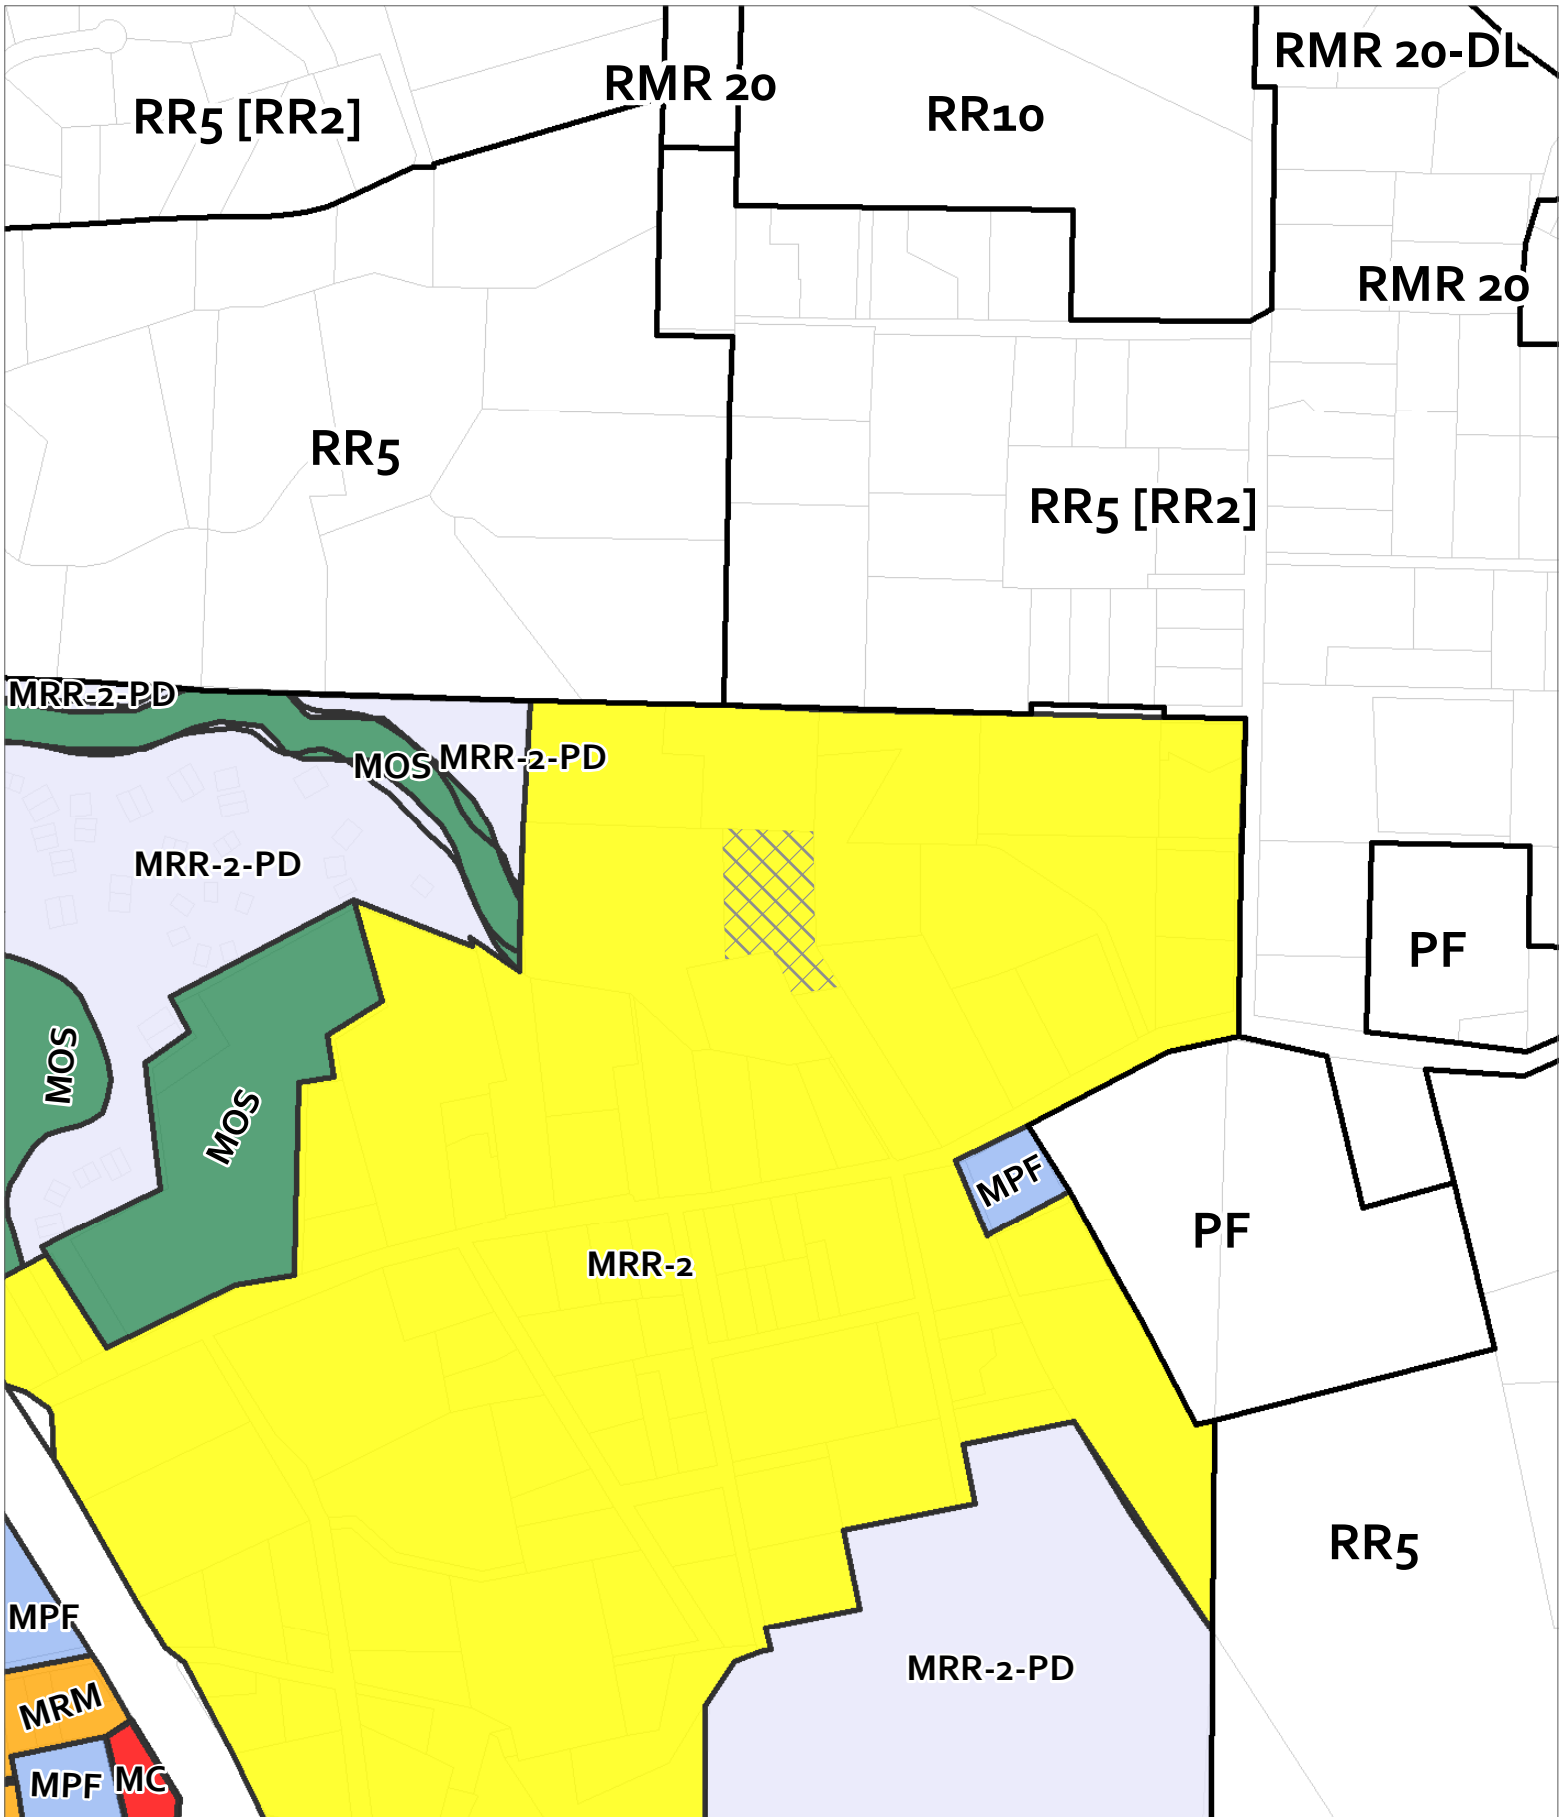 RMR 20-DL
RMR 20
RR5 [RR2]
RR10
RMR 20
RR5
RR5 [RR2]
MRR-2-PD
MOS
MRR-2-PD
MRR-2-PD
PF
MOS
MOS
MPF
PF
MRR-2
RR5
MPF
MRR-2-PD
MRM
MPF
MC